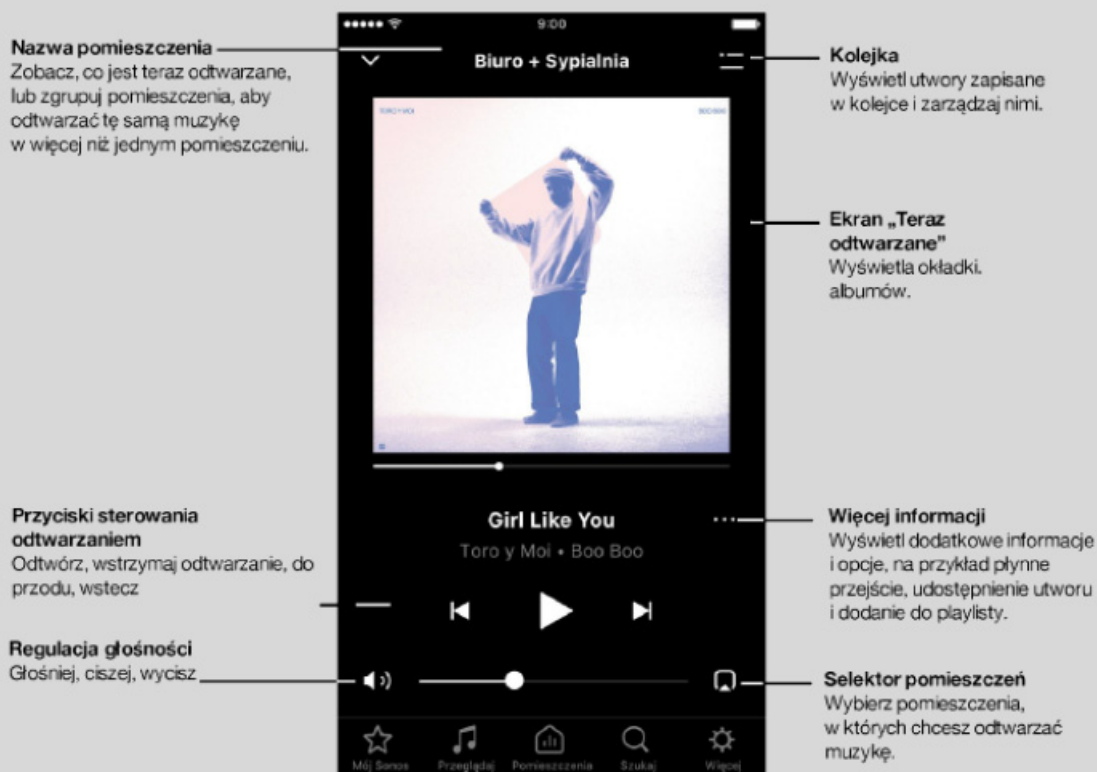 Nazwa pomieszczenia
Zobacz, co jest teraz odtwarzane,
lub zgrupuj pomieszczenia, aby
odtwarzać tę samą muzykę
w więcej niż jednym pomieszczeniu.
Przyciski sterowania
odtwarzaniem
Odtwórz, wstrzymaj odtwarzanie, do
przodu, wstecz
Regulacja głośności
Głośniej, ciszej, wycisz
9:00
Biuro + Sypialnia
TORO Y MOI
BOO BOO
Girl Like You
Toro y Moi • Boo Boo
Mój Sonos
Przeglądaj
Pomieszczenia
Szukaj
Więcej
Kolejka
Wyświetl utwory zapisane
w kolejce i zarządzaj nimi.
Ekran „Teraz
odtwarzane”
Wyświetla okładki.
albumów.
Więcej informacji
Wyświetl dodatkowe informacje
i opcje, na przykład płynne
przejście, udostępnienie utworu
i dodanie do playlisty.
Selektor pomieszczeń
Wybierz pomieszczenia,
w których chcesz odtwarzać
muzykę.